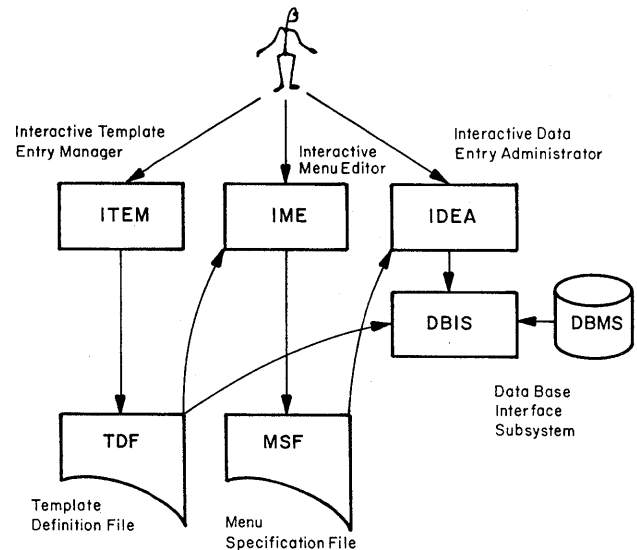 Interactive Template
Entry Manager
Interactive
Menu Editor
Interactive Data
Entry Administrator
ITEM
IME
IDEA
DBIS
DBMS
Data Base
Interface
Subsystem
TDF
MSF
Template
Definition File
Menu
Specification File